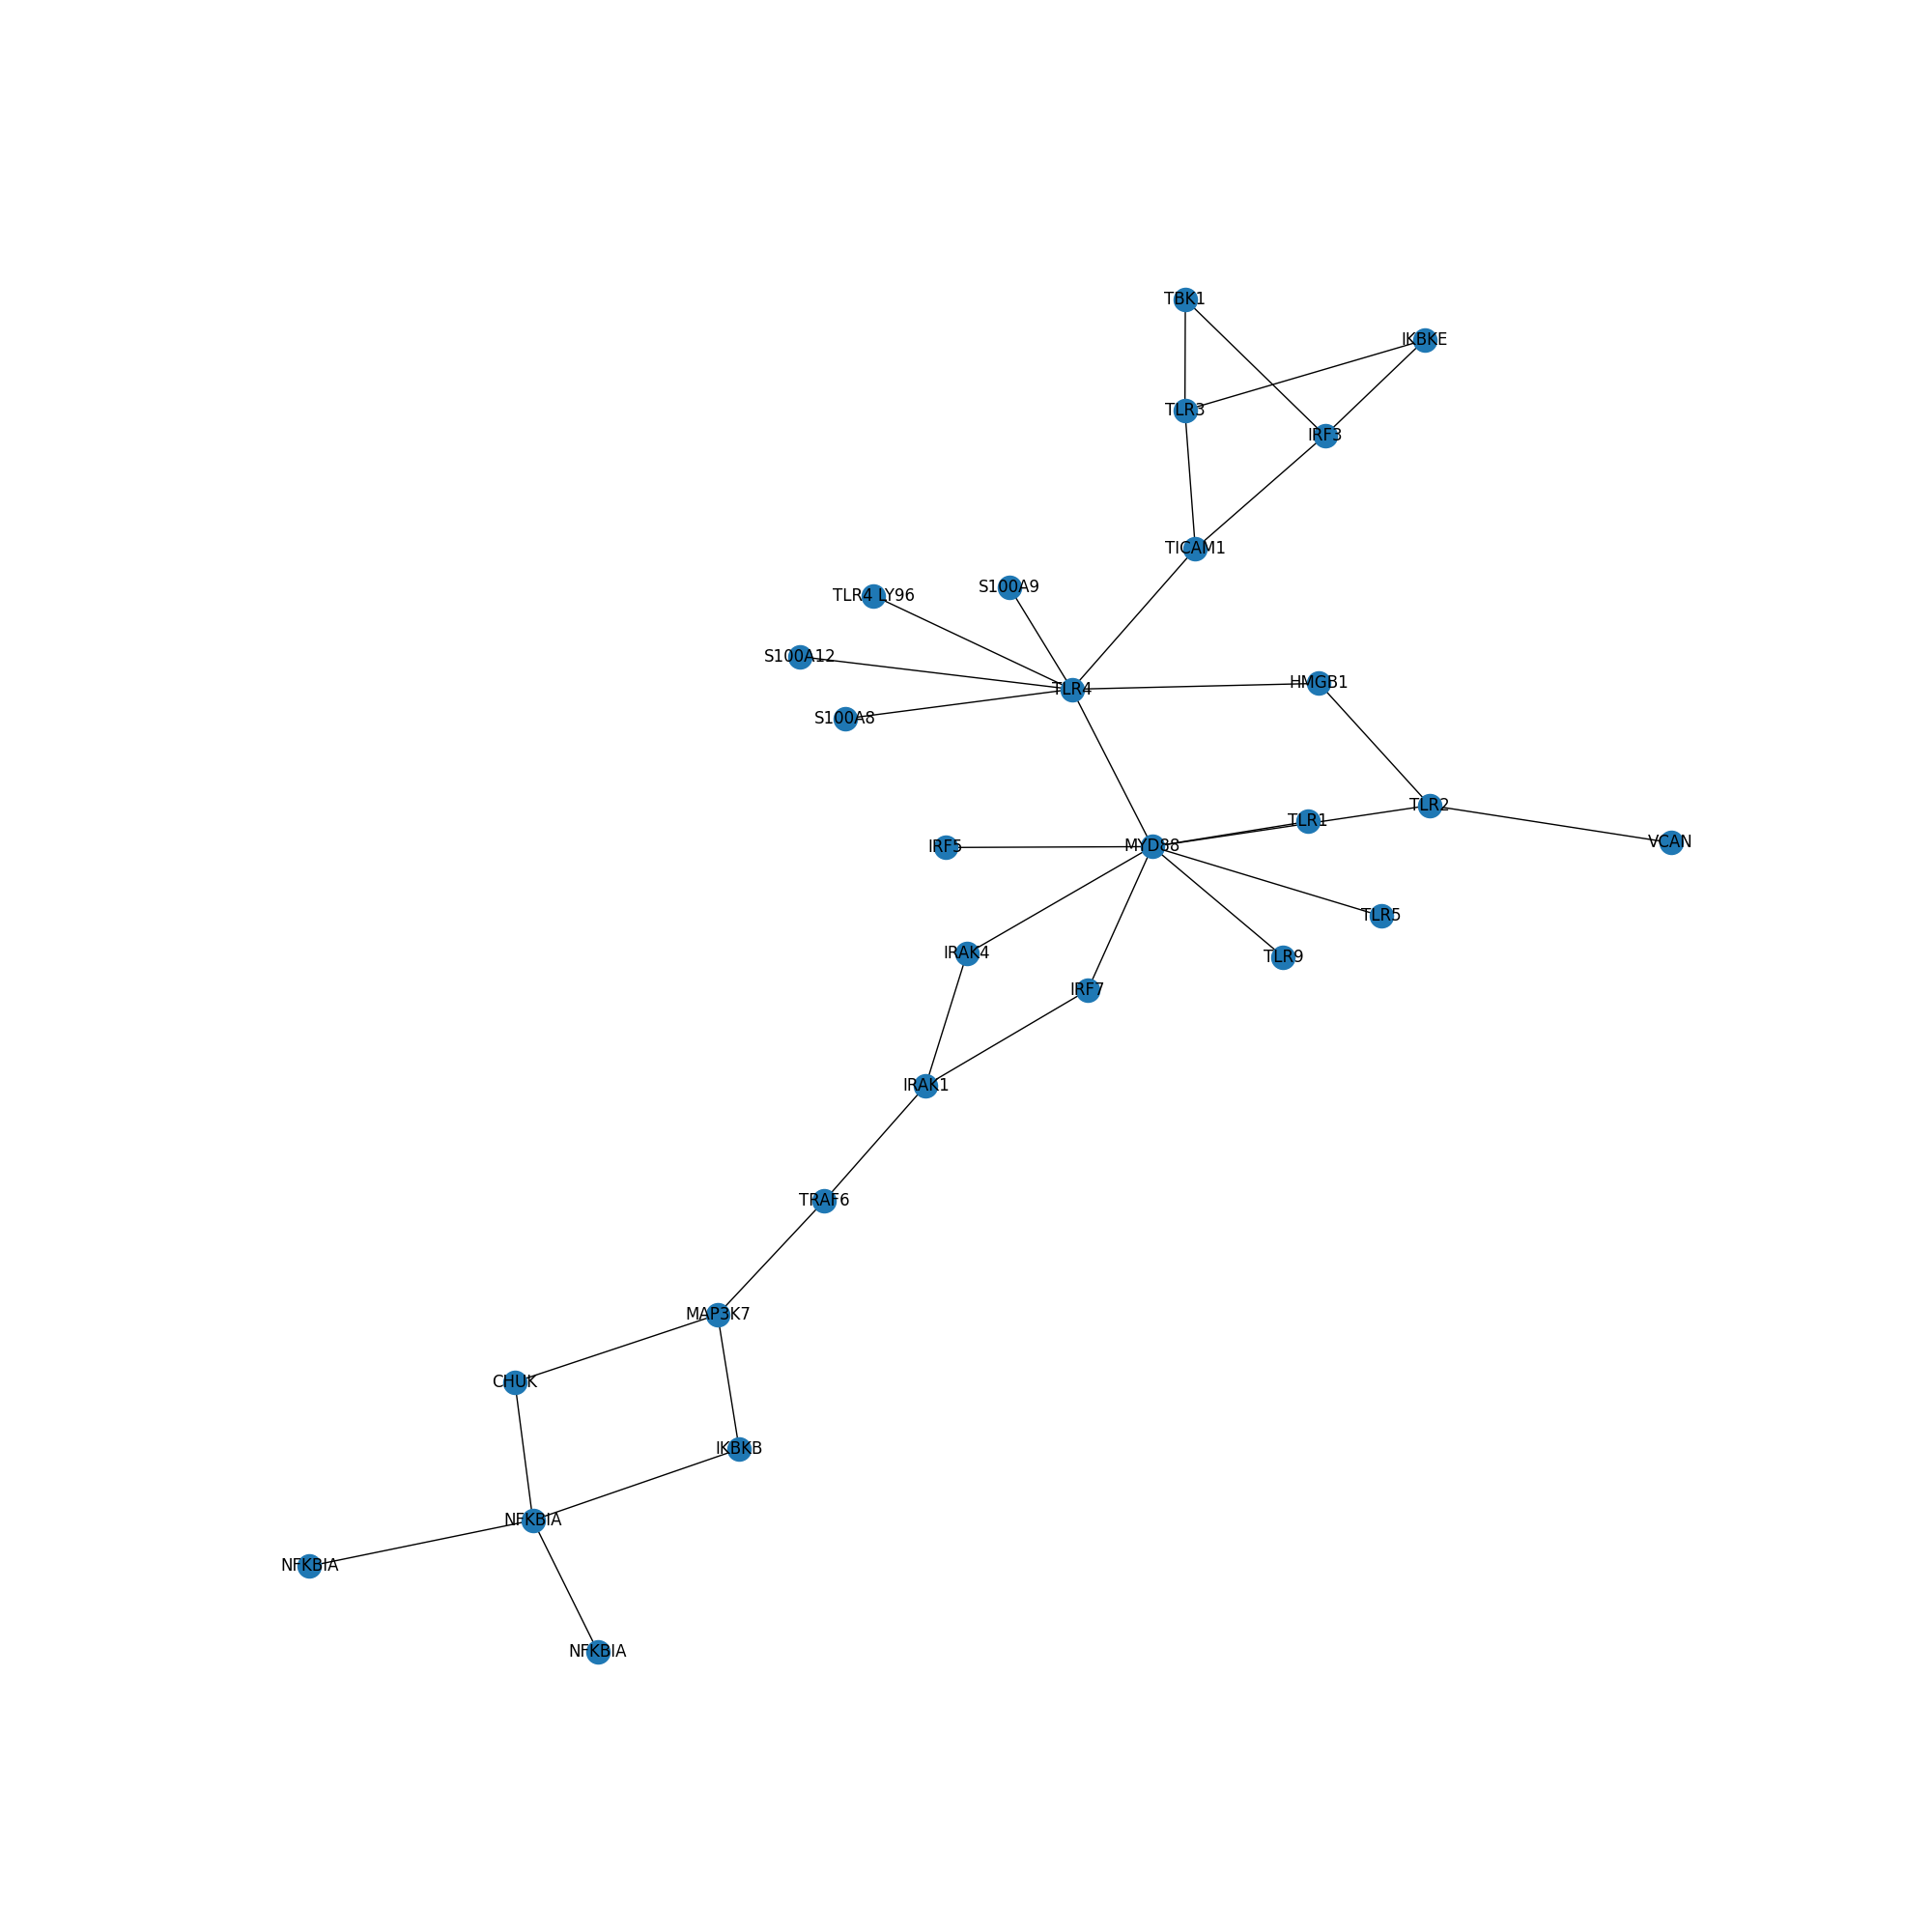 TBK1
IKBKE
TLR3
IRF3
TICAM1
S100A9
TLR4 LY96
S100A12
HMGB1
TLR4
S100A8
TLR2
TLR1
VCAN
MYD88
IRF5
TLR5
IRAK4
TLR9
IRF7
IRAK1
TRAF6
MAP3K7
CHUK
IKBKB
NFKBIA
NFKBIA
NFKBIA